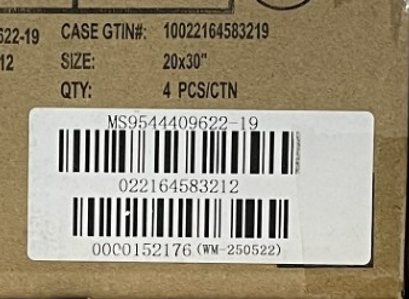 622-19 CASE GTIN#: 10022164583219
12 SIZE: 20x30"
QTY: 4 PCS/CTN
MS9544409622-19
022164583212
0000152176 (WM-250522)